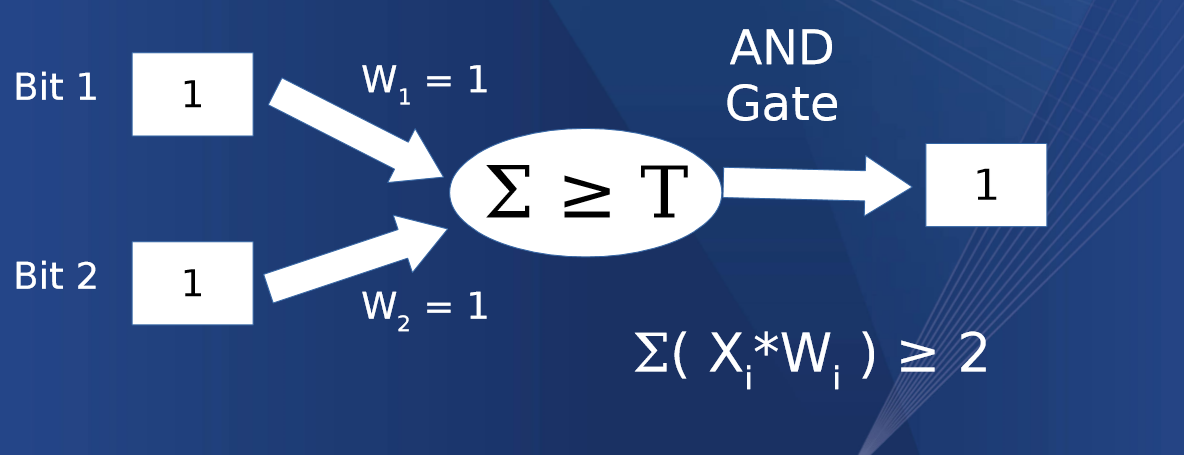 Bit 1
1
W₁ = 1
AND
Gate
Σ ≥ T
1
Bit 2
1
W₂ = 1
Σ( Xᵢ*Wᵢ ) ≥ 2